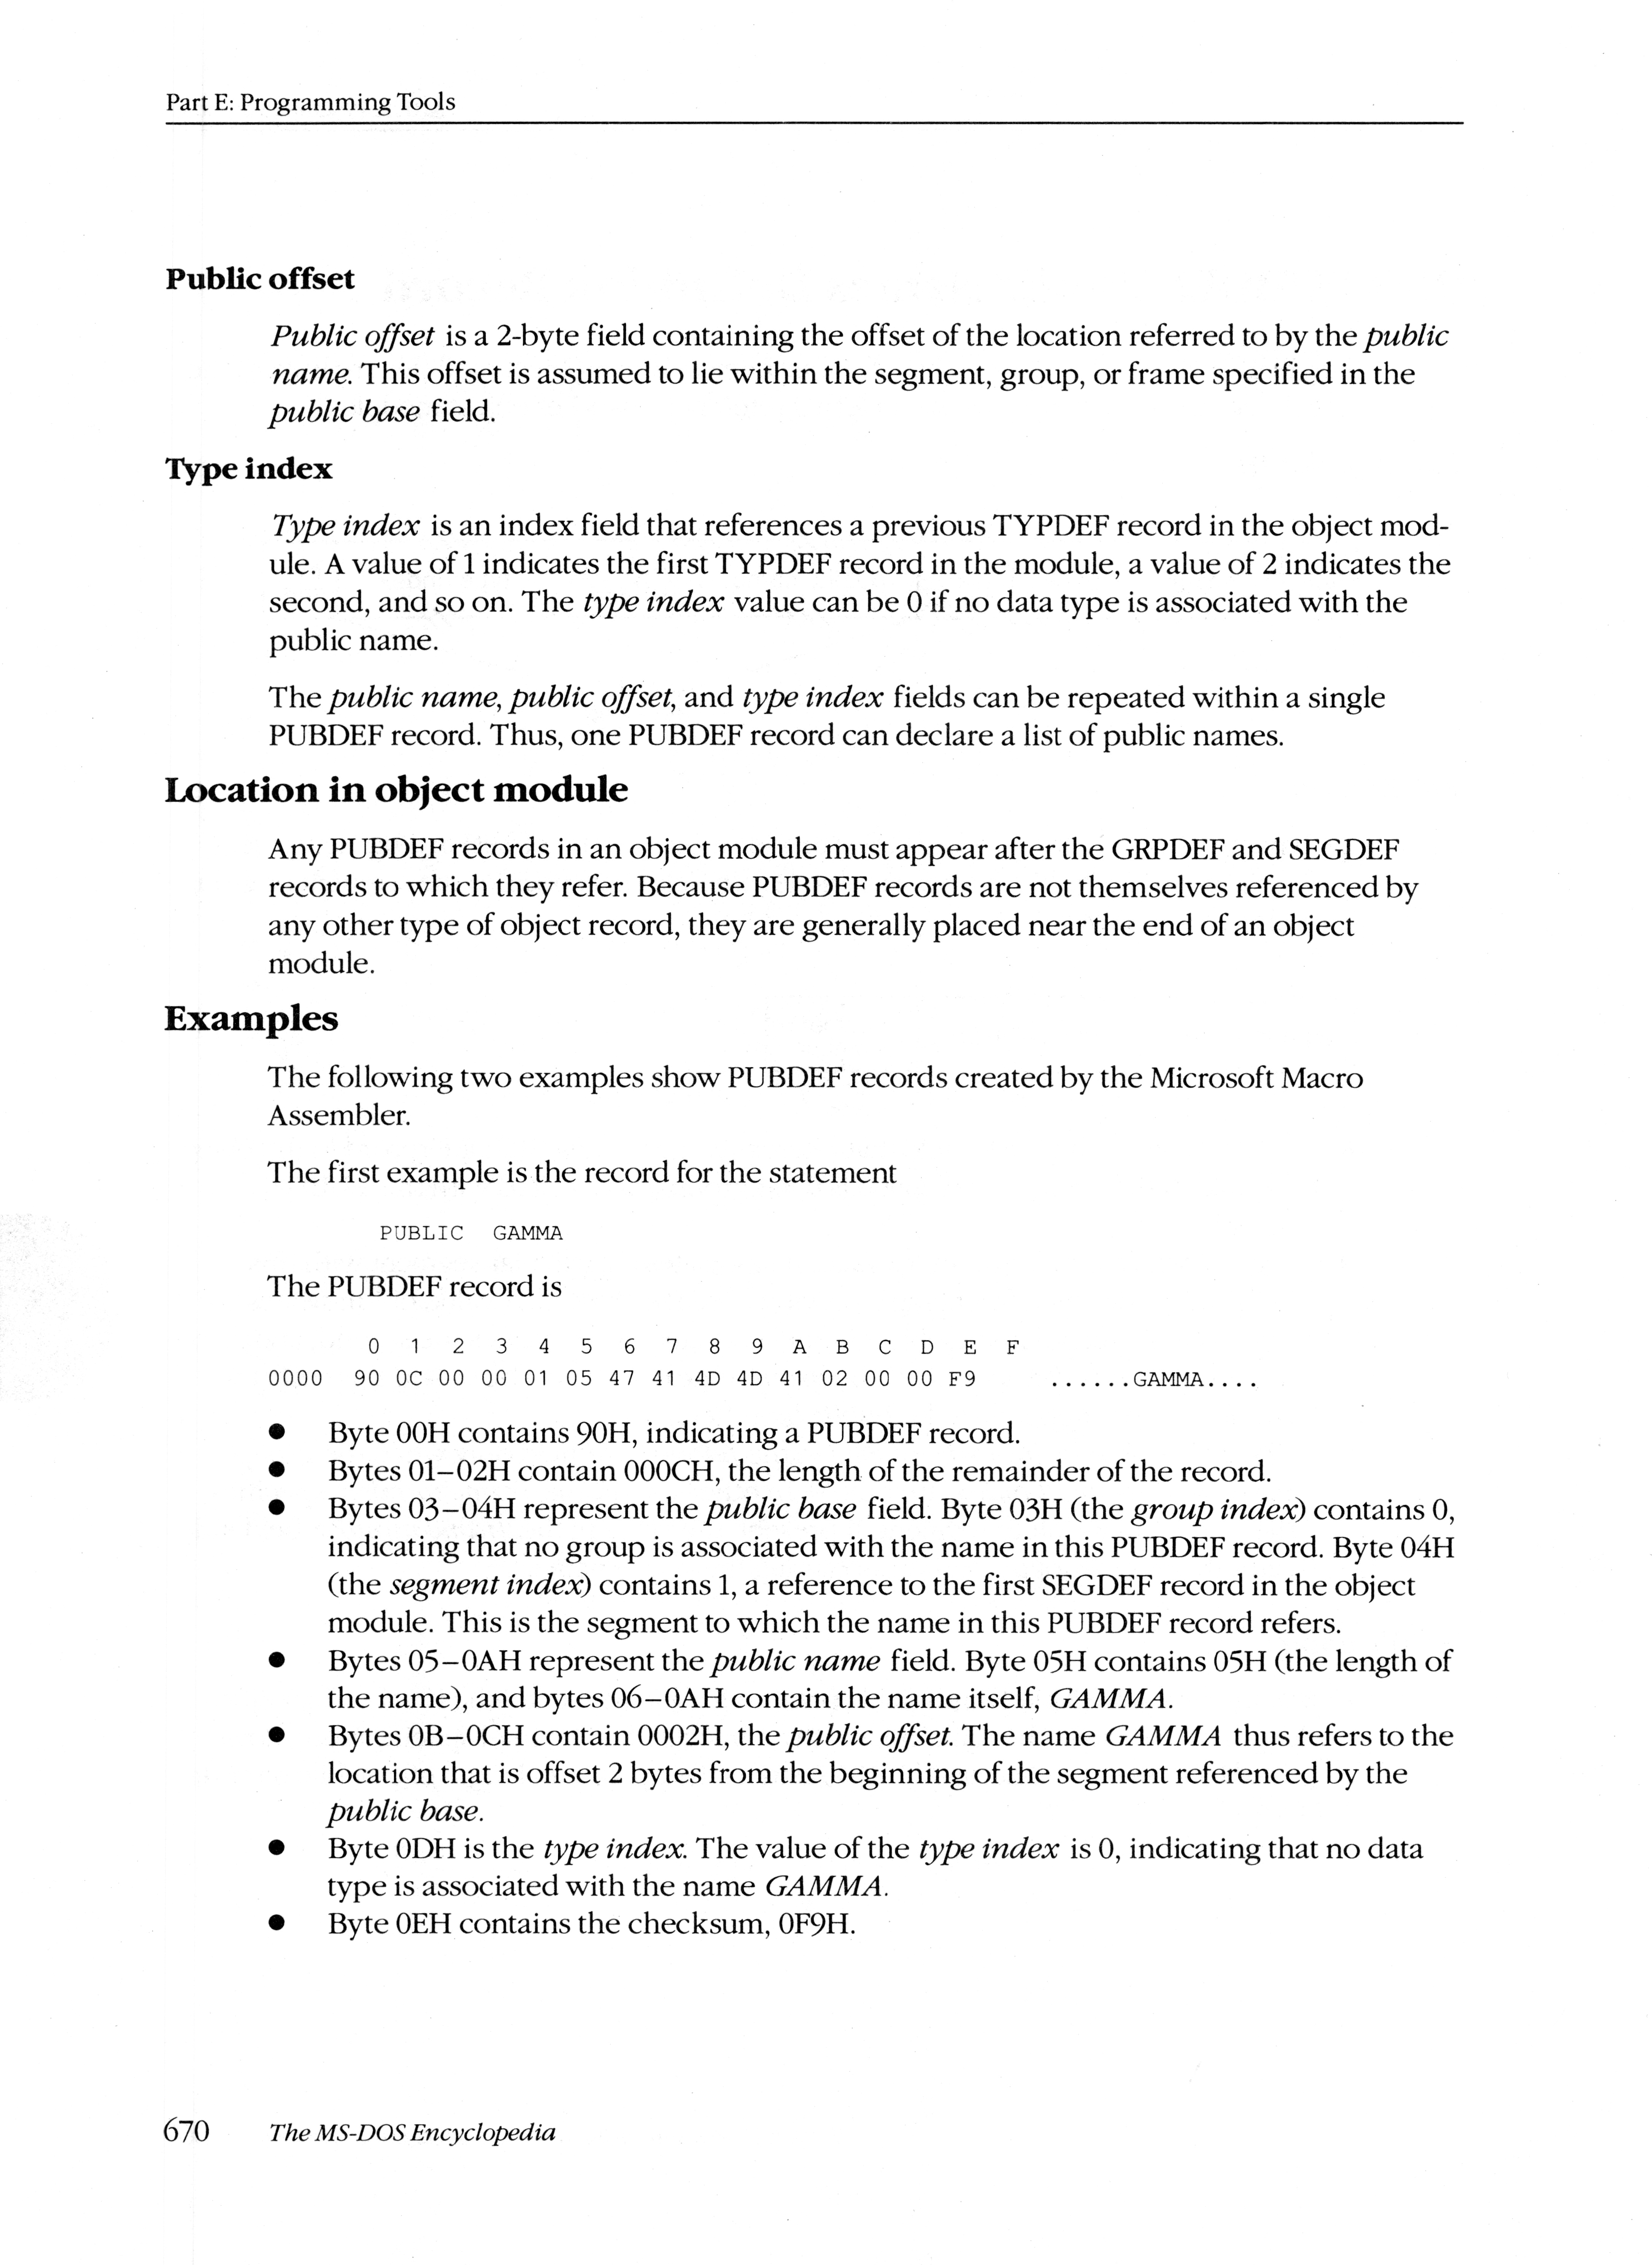 Part E: Programming Tools
Public offset
Public offset is a 2-byte field containing the offset of the location referred to by the public
name. This offset is assumed to lie within the segment, group, or frame specified in the
public base field.
Type index
Type index is an index field that references a previous TYPDEF record in the object mod-
ule. A value of 1 indicates the first TYPDEF record in the module, a value of 2 indicates the
second, and so on. The type index value can be 0 if no data type is associated with the
public name.
The public name, public offset, and type index fields can be repeated within a single
PUBDEF record. Thus, one PUBDEF record can declare a list of public names.
Location in object module
Any PUBDEF records in an object module must appear after the GRPDEF and SEGDEF
records to which they refer. Because PUBDEF records are not themselves referenced by
any other type of object record, they are generally placed near the end of an object
module.
Examples
The following two examples show PUBDEF records created by the Microsoft Macro
Assembler.
The first example is the record for the statement
PUBLIC GAMMA
The PUBDEF record is
0 1 2 3 4 5 6 7 8 9 A B C D E F
0000 90 0C 00 00 01 05 47 41 4D 4D 41 02 00 00 F9 ......GAMMA....
● Byte 00H contains 90H, indicating a PUBDEF record.
● Bytes 01–02H contain 000CH, the length of the remainder of the record.
● Bytes 03–04H represent the public base field. Byte 03H (the group index) contains 0,
indicating that no group is associated with the name in this PUBDEF record. Byte 04H
(the segment index) contains 1, a reference to the first SEGDEF record in the object
module. This is the segment to which the name in this PUBDEF record refers.
● Bytes 05–0AH represent the public name field. Byte 05H contains 05H (the length of
the name), and bytes 06–0AH contain the name itself, GAMMA.
● Bytes 0B–0CH contain 0002H, the public offset. The name GAMMA thus refers to the
location that is offset 2 bytes from the beginning of the segment referenced by the
public base.
● Byte 0DH is the type index. The value of the type index is 0, indicating that no data
type is associated with the name GAMMA.
● Byte 0EH contains the checksum, 0F9H.
670 The MS-DOS Encyclopedia